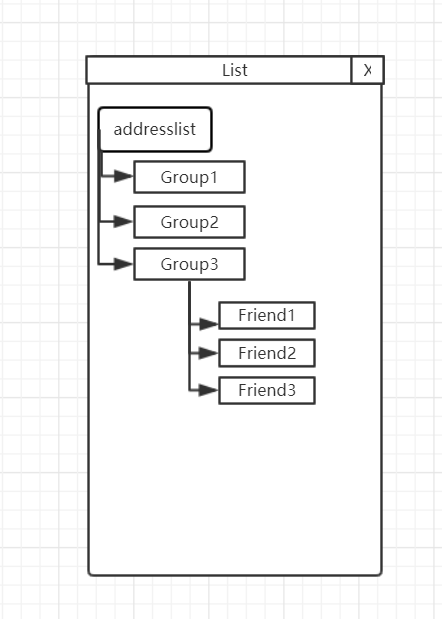 List X
addresslist
Group1
Group2
Group3
Friend1
Friend2
Friend3